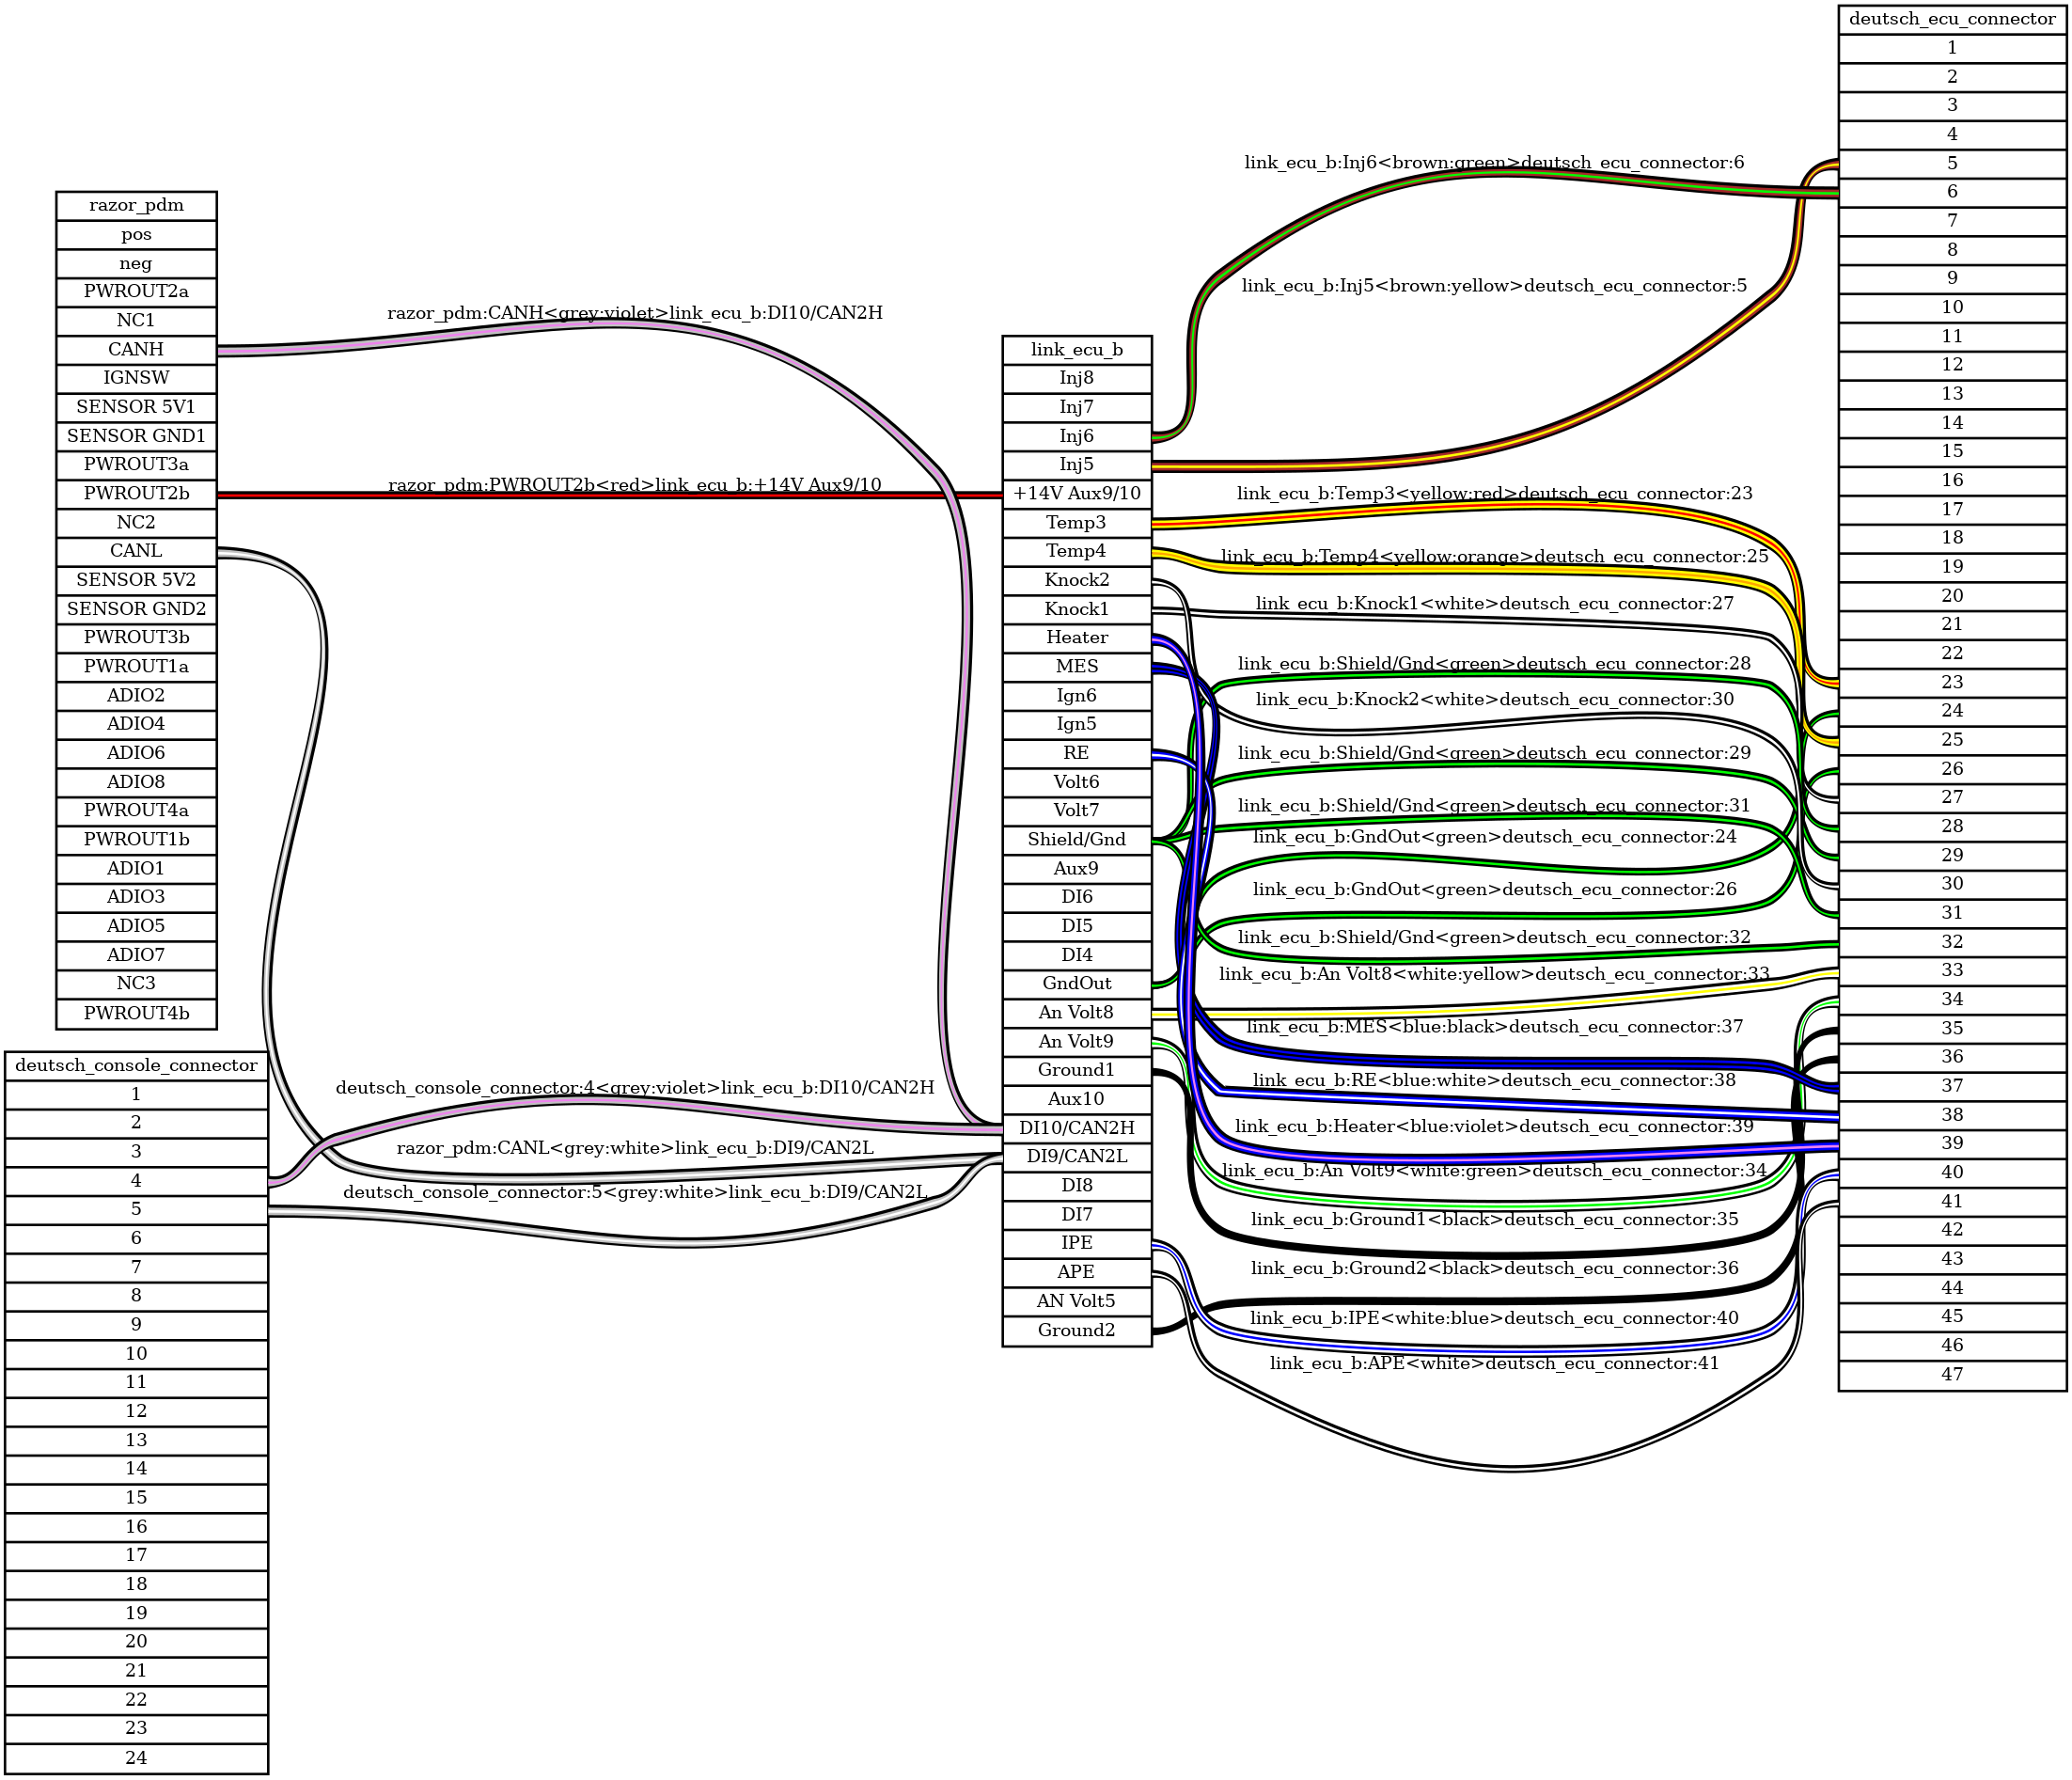 razor_pdm
pos
neg
PWROUT2a
NC1
CANH
IGNSW
SENSOR 5V1
SENSOR GND1
PWROUT3a
PWROUT2b
NC2
CANL
SENSOR 5V2
SENSOR GND2
PWROUT3b
PWROUT1a
ADIO2
ADIO4
ADIO6
ADIO8
PWROUT4a
PWROUT1b
ADIO1
ADIO3
ADIO5
ADIO7
NC3
PWROUT4b
deutsch_console_connector
1
2
3
4
5
6
7
8
9
10
11
12
13
14
15
16
17
18
19
20
21
22
23
24
razor_pdm:CANH<grey:violet>link_ecu_b:DI10/CAN2H
razor_pdm:PWROUT2b<red>link_ecu_b:+14V Aux9/10
deutsch_console_connector:4<grey:violet>link_ecu_b:DI10/CAN2H
razor_pdm:CANL<grey:white>link_ecu_b:DI9/CAN2L
deutsch_console_connector:5<grey:white>link_ecu_b:DI9/CAN2L
link_ecu_b
Inj8
Inj7
Inj6
Inj5
+14V Aux9/10
Temp3
Temp4
Knock2
Knock1
Heater
MES
Ign6
Ign5
RE
Volt6
Volt7
Shield/Gnd
Aux9
DI6
DI5
DI4
GndOut
An Volt8
An Volt9
Ground1
Aux10
DI10/CAN2H
DI9/CAN2L
DI8
DI7
IPE
APE
AN Volt5
Ground2
link_ecu_b:Inj6<brown:green>deutsch_ecu_connector:6
link_ecu_b:Inj5<brown:yellow>deutsch_ecu_connector:5
link_ecu_b:Temp3<yellow:red>deutsch_ecu_connector:23
link_ecu_b:Temp4<yellow:orange>deutsch_ecu_connector:25
link_ecu_b:Knock1<white>deutsch_ecu_connector:27
link_ecu_b:Shield/Gnd<green>deutsch_ecu_connector:28
link_ecu_b:Knock2<white>deutsch_ecu_connector:30
link_ecu_b:Shield/Gnd<green>deutsch_ecu_connector:29
link_ecu_b:Shield/Gnd<green>deutsch_ecu_connector:31
link_ecu_b:GndOut<green>deutsch_ecu_connector:24
link_ecu_b:GndOut<green>deutsch_ecu_connector:26
link_ecu_b:Shield/Gnd<green>deutsch_ecu_connector:32
link_ecu_b:An Volt8<white:yellow>deutsch_ecu_connector:33
link_ecu_b:MES<blue:black>deutsch_ecu_connector:37
link_ecu_b:RE<blue:white>deutsch_ecu_connector:38
link_ecu_b:Heater<blue:violet>deutsch_ecu_connector:39
link_ecu_b:An Volt9<white:green>deutsch_ecu_connector:34
link_ecu_b:Ground1<black>deutsch_ecu_connector:35
link_ecu_b:Ground2<black>deutsch_ecu_connector:36
link_ecu_b:IPE<white:blue>deutsch_ecu_connector:40
link_ecu_b:APE<white>deutsch_ecu_connector:41
deutsch_ecu_connector
1
2
3
4
5
6
7
8
9
10
11
12
13
14
15
16
17
18
19
20
21
22
23
24
25
26
27
28
29
30
31
32
33
34
35
36
37
38
39
40
41
42
43
44
45
46
47